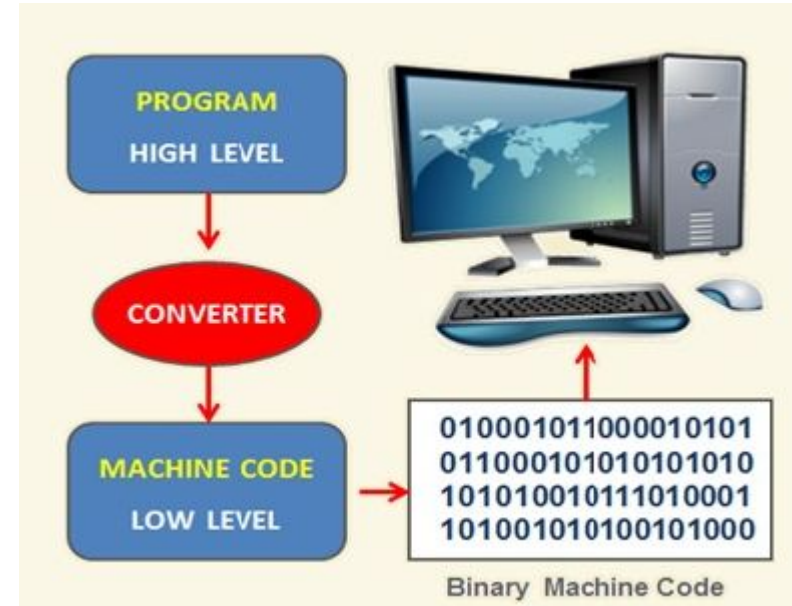 PROGRAM
HIGH LEVEL
CONVERTER
MACHINE CODE
LOW LEVEL
010001011000010101
011000101010101010
101010010111010001
101001010100101000
Binary Machine Code